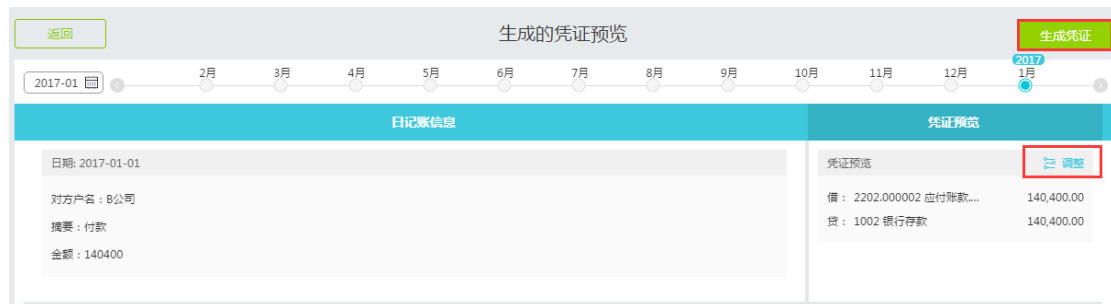 返回
生成的凭证预览
生成凭证
2017-01
2月 3月 4月 5月 6月 7月 8月 9月 10月 11月 12月 2017 1月
日记账信息
凭证预览
日期: 2017-01-01
对方户名：B公司
摘要：付款
金额：140400
凭证预览
调整
借： 2202.000002 应付账款.... 140,400.00
贷： 1002 银行存款 140,400.00